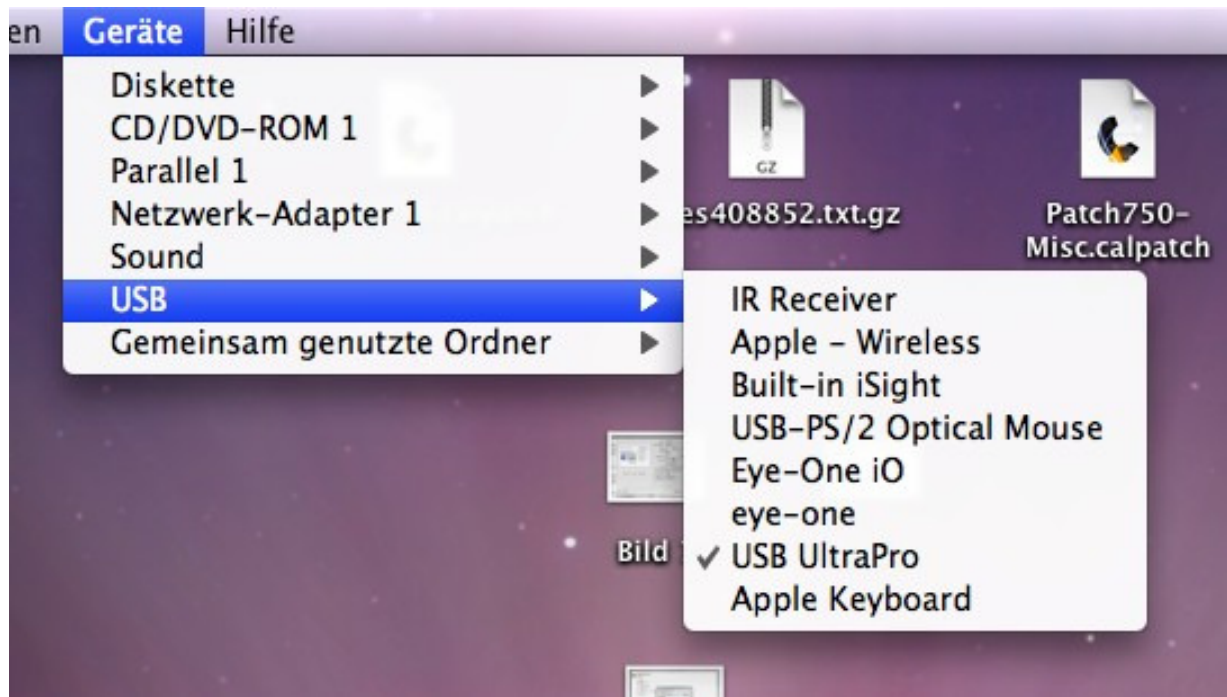 en Geräte Hilfe
Diskette
CD/DVD-ROM 1
Parallel 1
Netzwerk-Adapter 1
Sound
USB
Gemeinsam genutzte Ordner
GZ
es408852.txt.gz
Patch750-
Misc.calpatch
IR Receiver
Apple - Wireless
Built-in iSight
USB-PS/2 Optical Mouse
Eye-One iO
eye-one
✓ USB UltraPro
Apple Keyboard
Bild